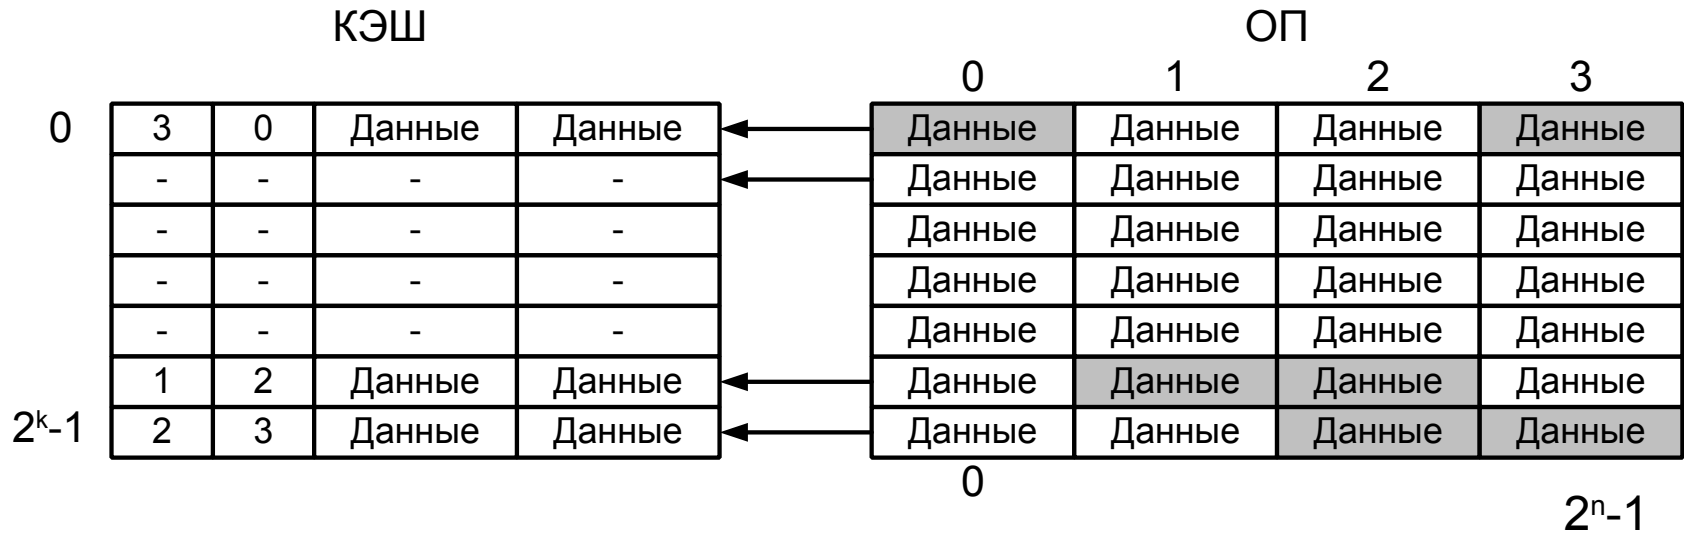 КЭШ ОП
0 1 2 3
0 3 0 Данные Данные Данные Данные Данные Данные
- - - - Данные Данные Данные Данные
- - - - Данные Данные Данные Данные
- - - - Данные Данные Данные Данные
- - - - Данные Данные Данные Данные
1 2 Данные Данные Данные Данные Данные Данные
2ᵏ-1 2 3 Данные Данные Данные Данные Данные Данные
0
2ⁿ-1